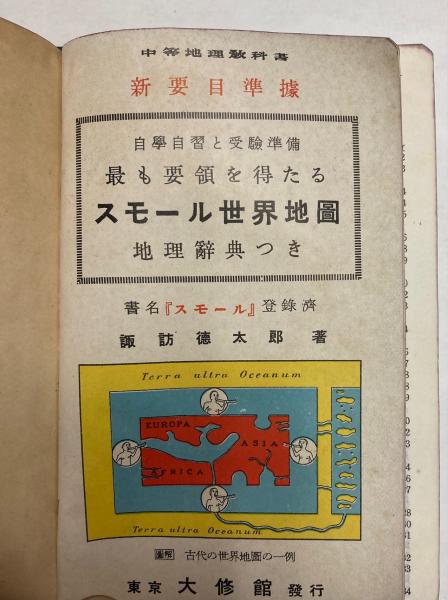 中等地理教科書
新要目準據
自學自習と受驗準備
最も要領を得たる
スモール世界地圖
地理辭典つき
書名『スモール』登錄濟
諏訪德太郎著
Terra ultra Oceanum
EUROPA
ASIA
AFRICA
Terra ultra Oceanum
圖解 古代の世界地圖の一例
東京 大修館 發行